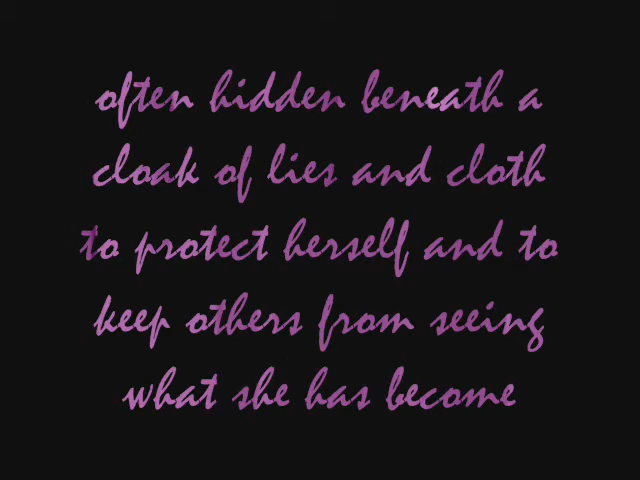 often hidden beneath a
cloak of lies and cloth
to protect herself and to
keep others from seeing
what she has become